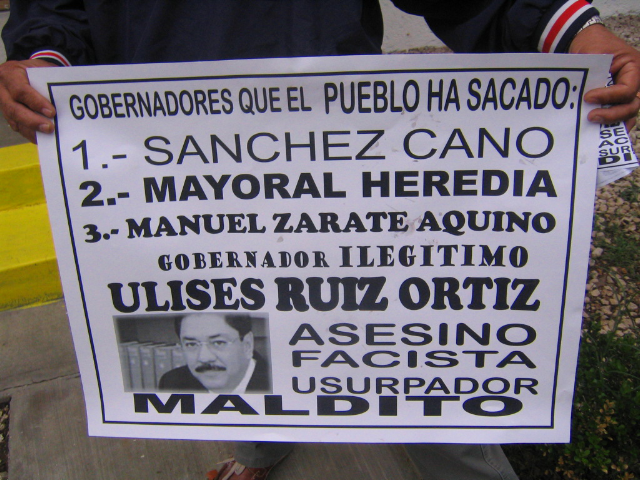 GOBERNADORES QUE EL PUEBLO HA SACADO:
1.- SANCHEZ CANO
2.- MAYORAL HEREDIA
3.- MANUEL ZARATE AQUINO
GOBERNADOR ILEGITIMO
ULISES RUIZ ORTIZ
ASESINO
FACISTA
USURPADOR
MALDITO